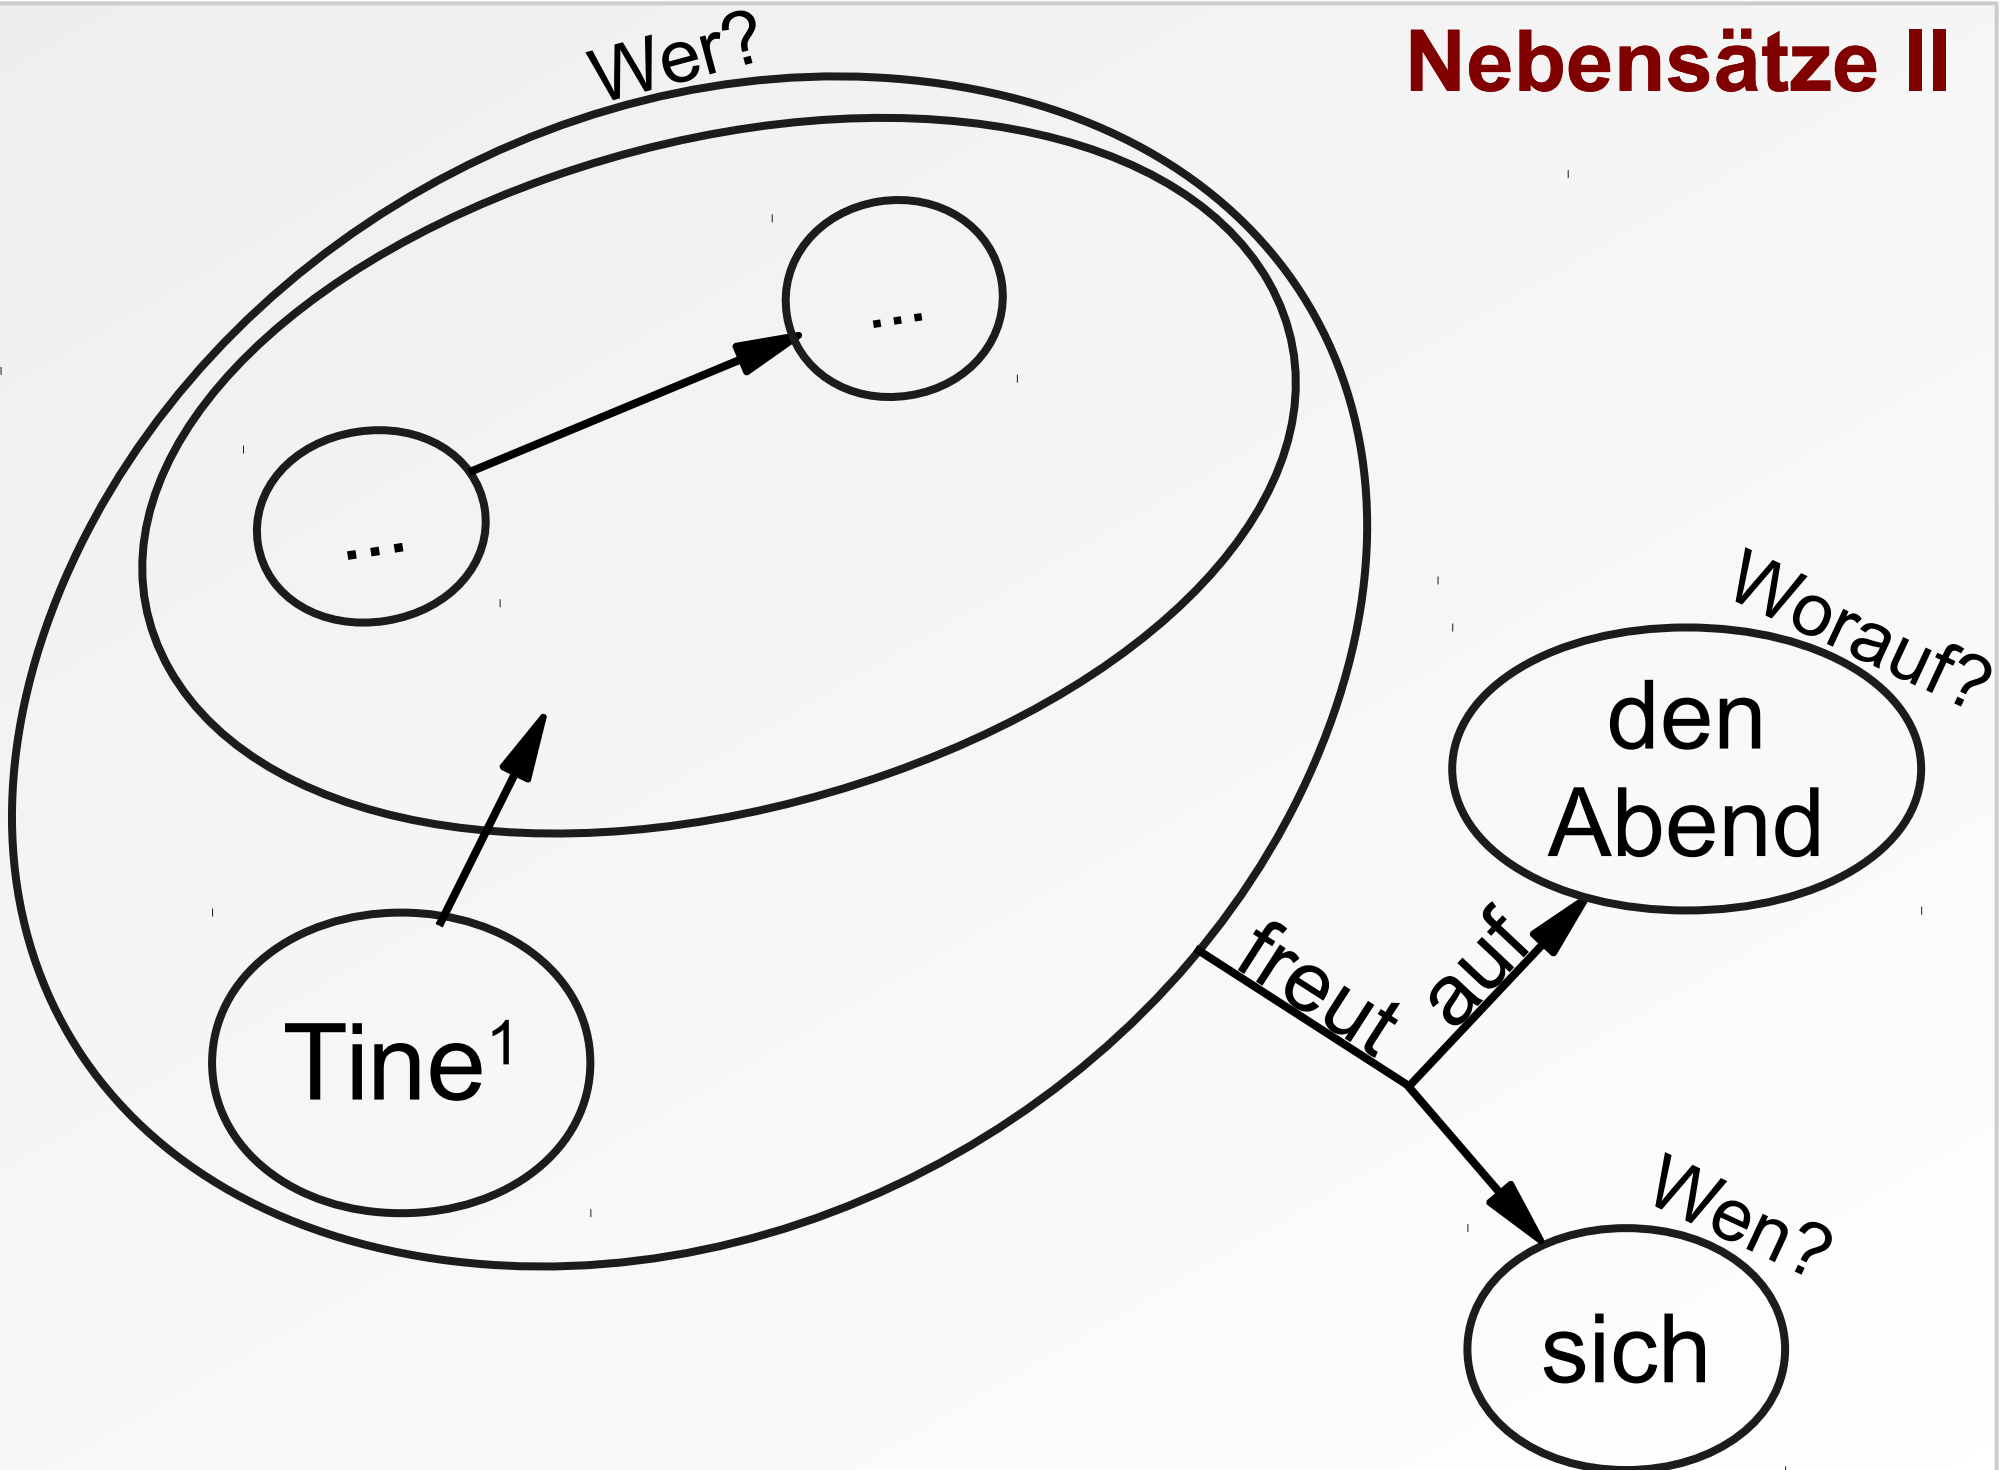 Wer?
Nebensätze II
...
...
Worauf?
den
Abend
Tine¹
freut
auf
Wen?
sich